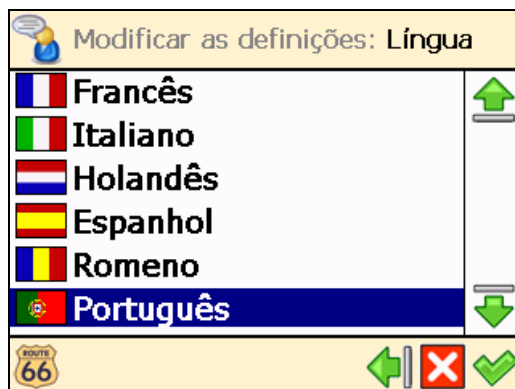 Modificar as definições: Língua
Francês
Italiano
Holandês
Espanhol
Romeno
Português
ROUTE
66